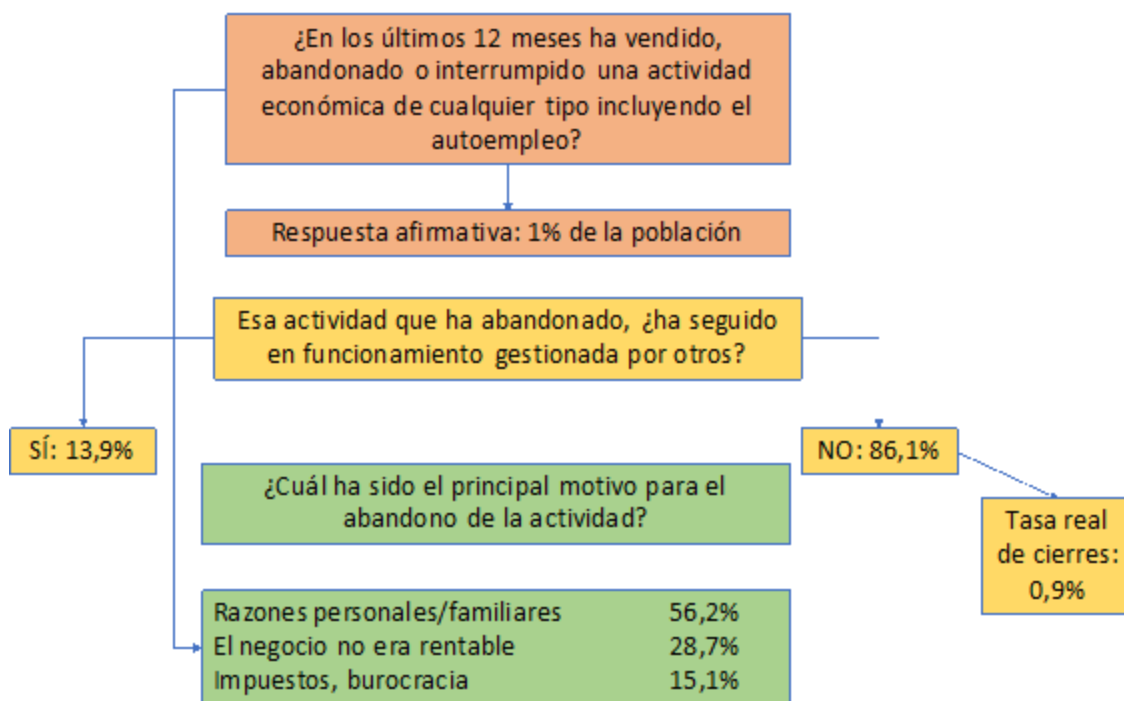 ¿En los últimos 12 meses ha vendido,
abandonado o interrumpido una actividad
económica de cualquier tipo incluyendo el
autoempleo?
Respuesta afirmativa: 1% de la población
Esa actividad que ha abandonado, ¿ha seguido
en funcionamiento gestionada por otros?
SÍ: 13,9%
NO: 86,1%
¿Cuál ha sido el principal motivo para el
abandono de la actividad?
Tasa real
de cierres:
0,9%
Razones personales/familiares 56,2%
El negocio no era rentable 28,7%
Impuestos, burocracia 15,1%